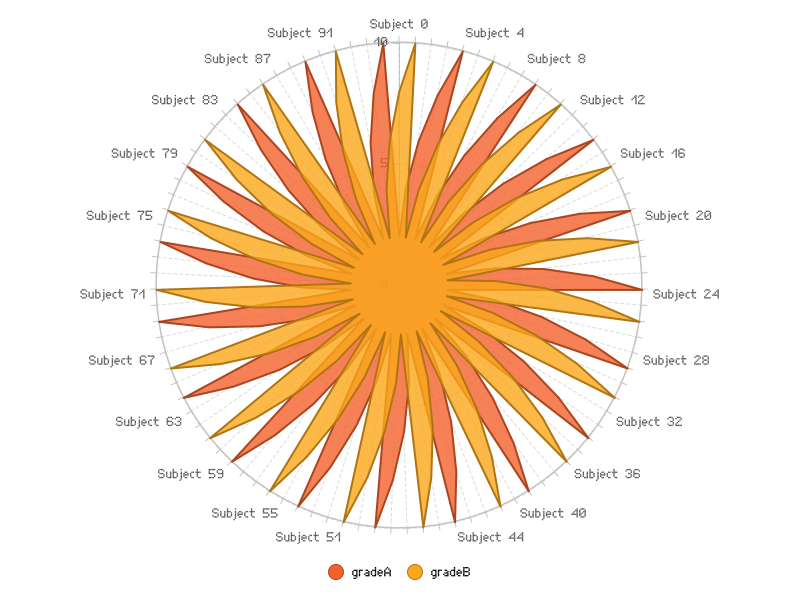 Subject 0
Subject 4
Subject 8
Subject 12
Subject 16
Subject 20
Subject 24
Subject 28
Subject 32
Subject 36
Subject 40
Subject 44
Subject 51
Subject 55
Subject 59
Subject 63
Subject 67
Subject 71
Subject 75
Subject 79
Subject 83
Subject 87
Subject 91
10
5
gradeA
gradeB